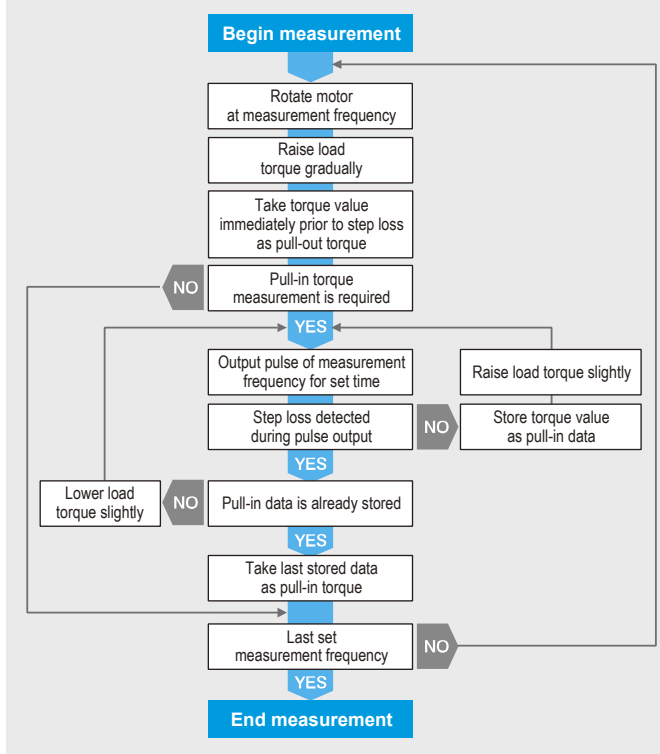 Begin measurement
Rotate motor
at measurement frequency
Raise load
torque gradually
Take torque value
immediately prior to step loss
as pull-out torque
NO
Pull-in torque
measurement is required
YES
Output pulse of measurement
frequency for set time
Raise load torque slightly
Step loss detected
during pulse output
NO
Store torque value
as pull-in data
YES
Lower load
torque slightly
NO
Pull-in data is already stored
YES
Take last stored data
as pull-in torque
Last set
measurement frequency
NO
YES
End measurement